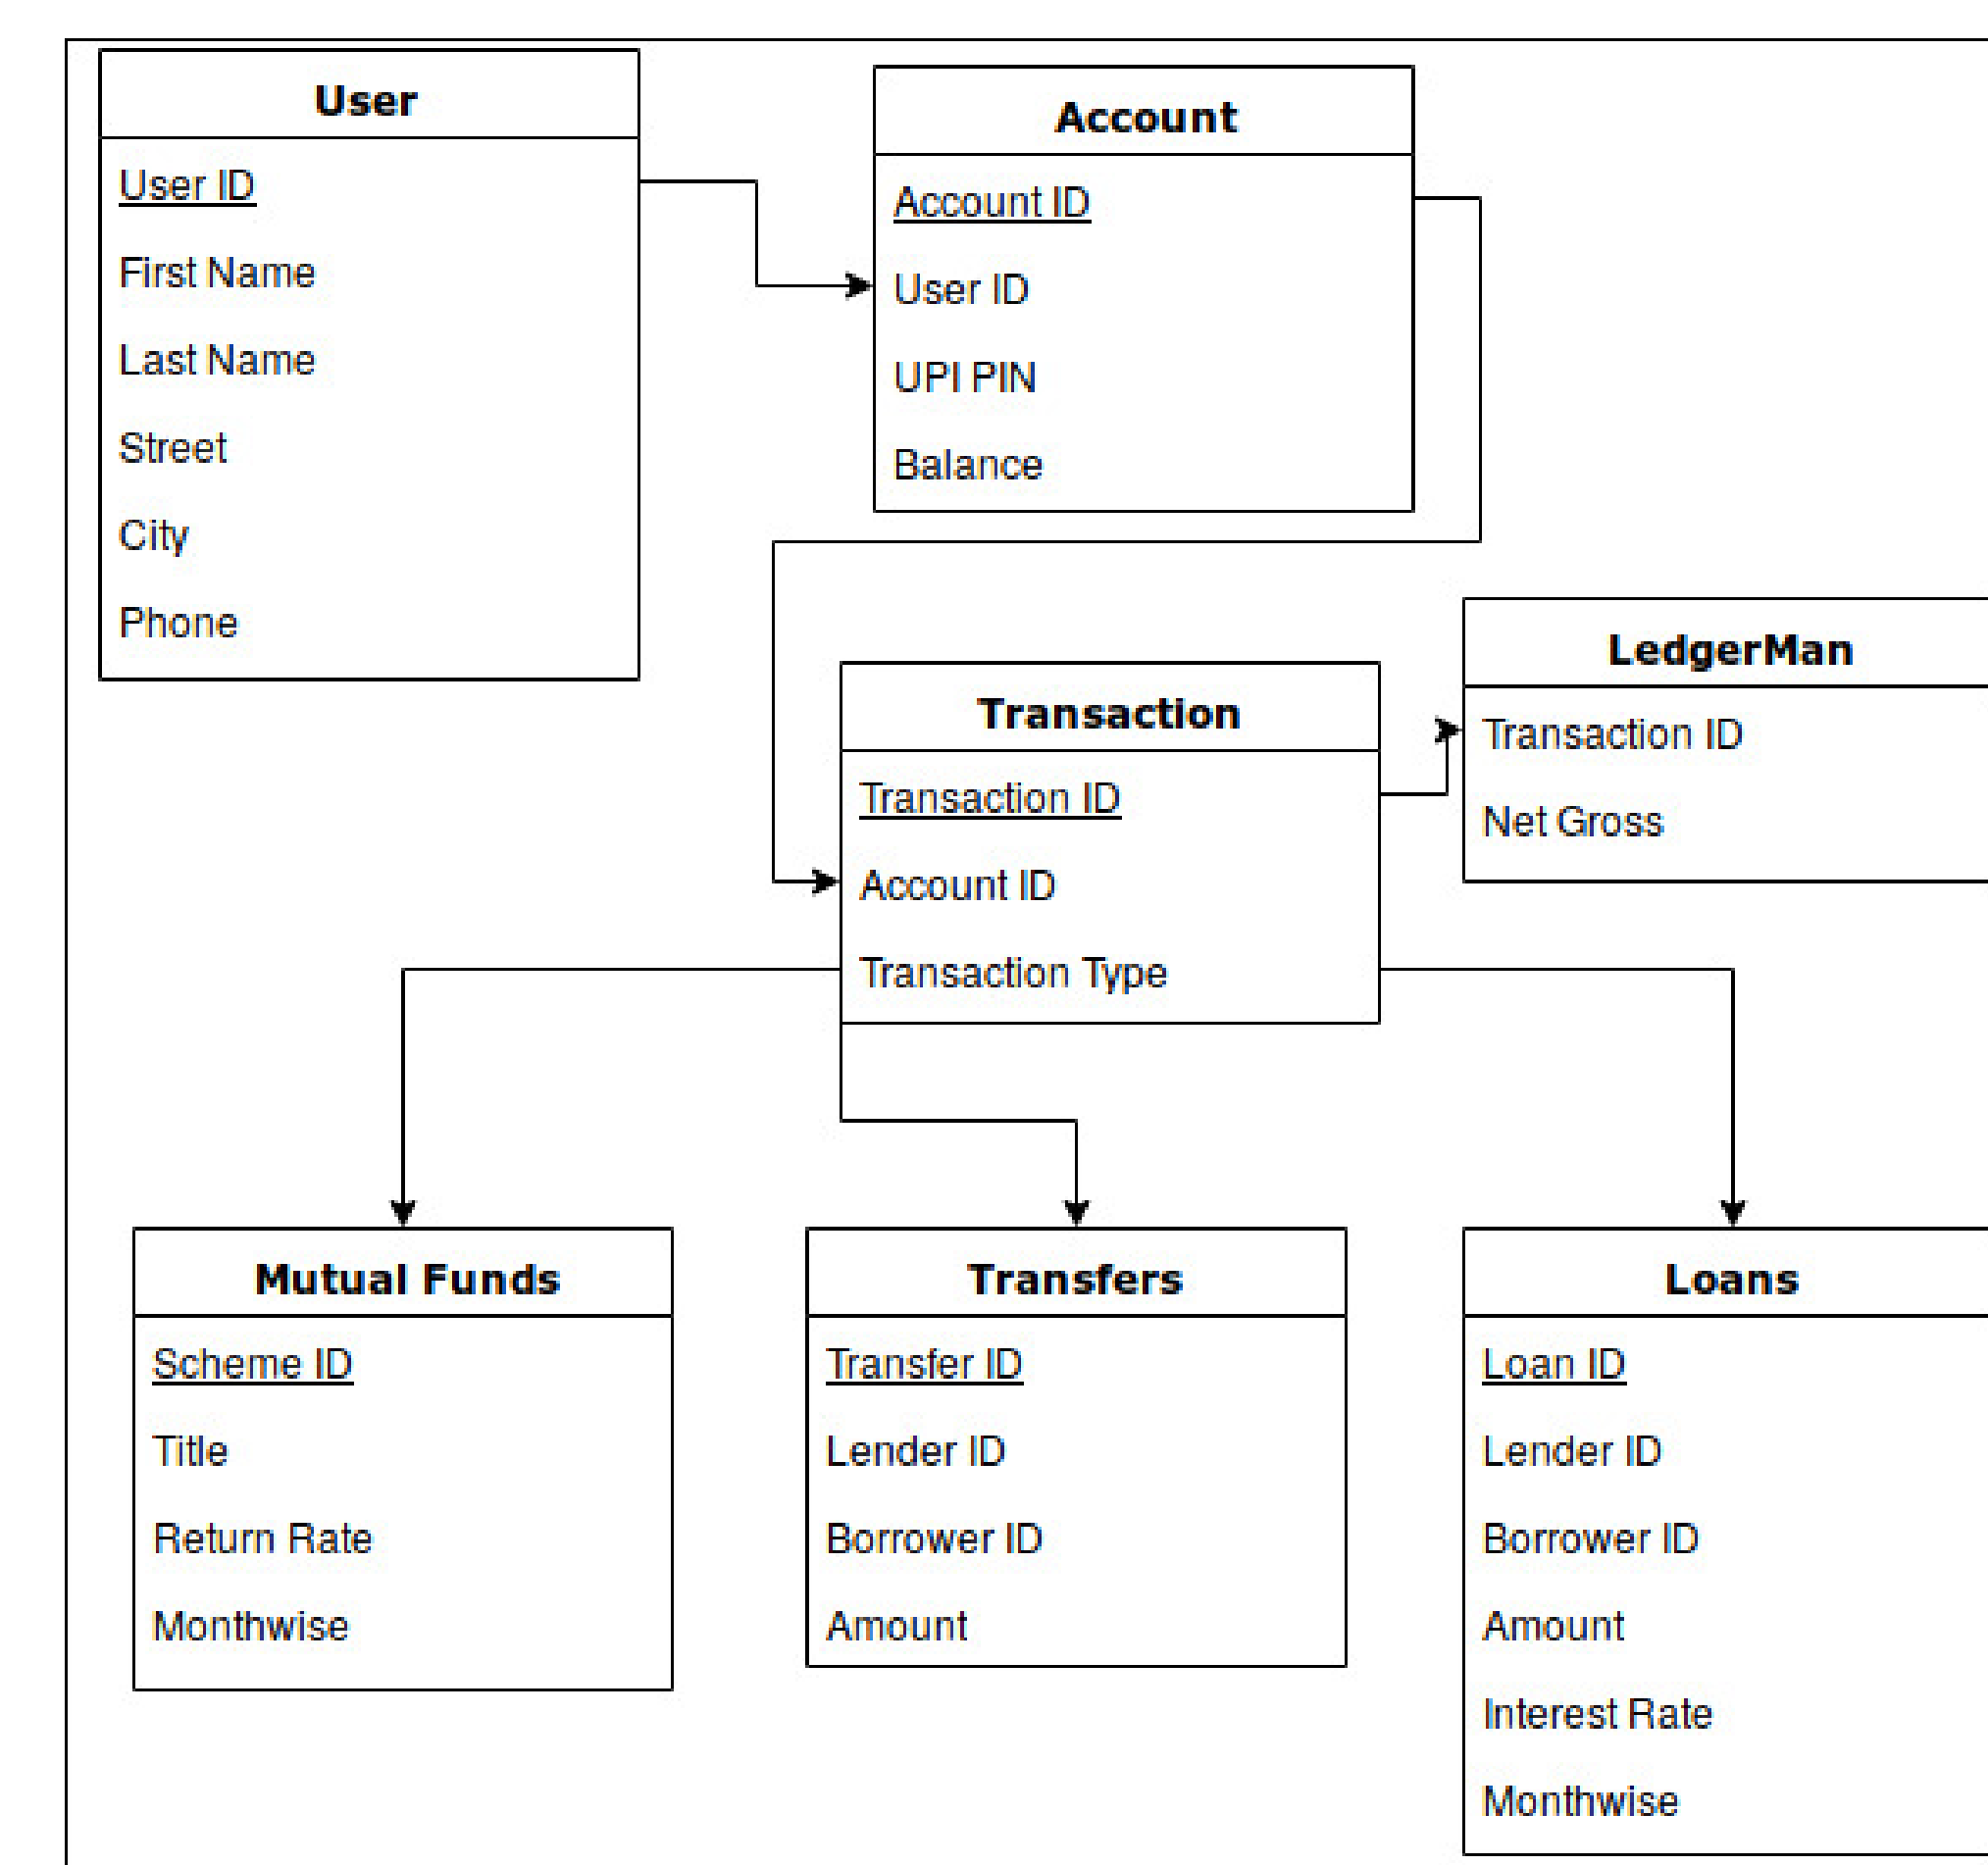 User
User ID
First Name
Last Name
Street
City
Phone
Account
Account ID
User ID
UPI PIN
Balance
Transaction
Transaction ID
Account ID
Transaction Type
LedgerMan
Transaction ID
Net Gross
Mutual Funds
Scheme ID
Title
Return Rate
Monthwise
Transfers
Transfer ID
Lender ID
Borrower ID
Amount
Loans
Loan ID
Lender ID
Borrower ID
Amount
Interest Rate
Monthwise